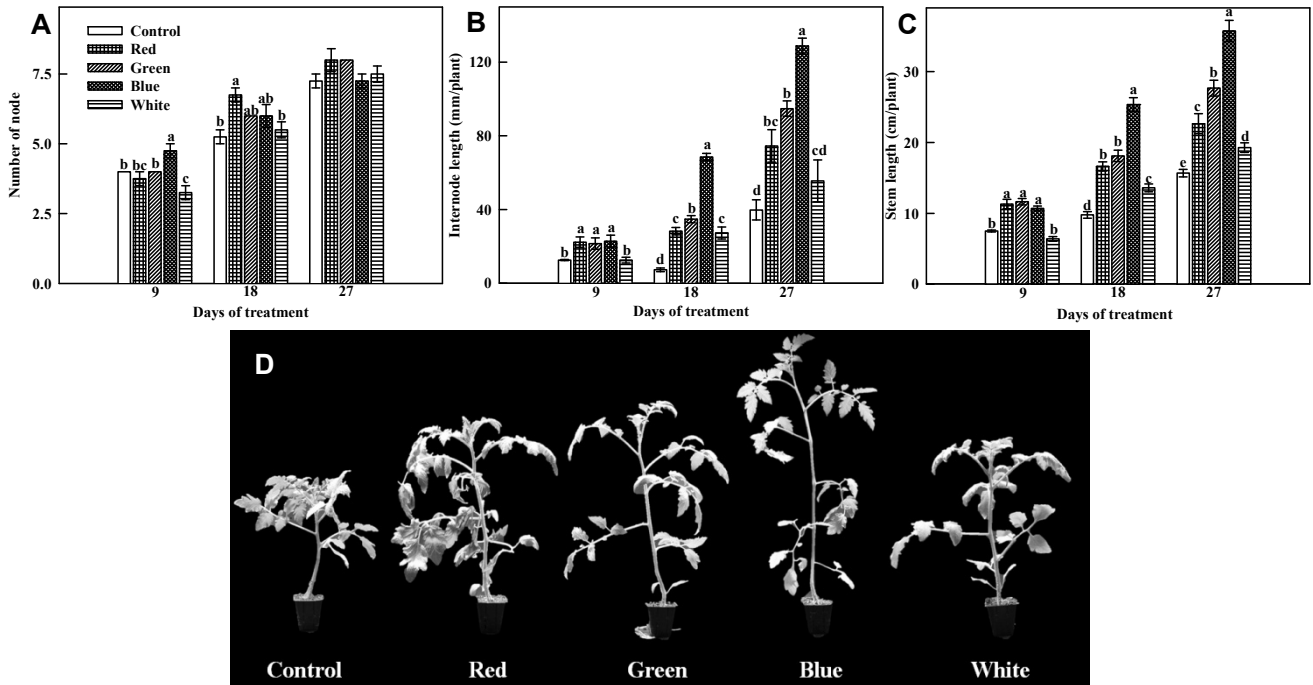 A
Control
Red
Green
Blue
White
Number of node
7.5
5.0
2.5
0.0
b bc b a c
b a ab ab b
9 18 27
Days of treatment
B
Internode length (mm/plant)
120
80
40
0
b a a a b
d c b a c
d bc b a cd
9 18 27
Days of treatment
C
Stem length (cm/plant)
30
20
10
0
b a a a b
d b b a c
e c b a d
9 18 27
Days of treatment
D
Control Red Green Blue White